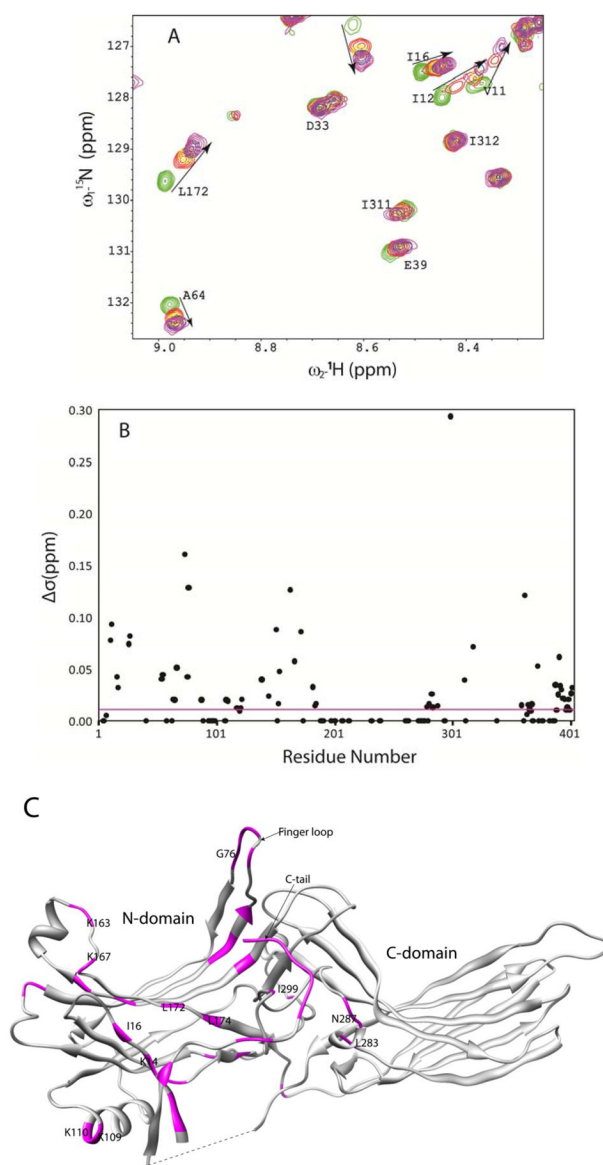 A
127
128
129
130
131
132
ω₁-¹⁵N (ppm)
I16
I12
V11
D33
I312
L172
I311
E39
A64
9.0
8.8
8.6
8.4
ω₂-¹H (ppm)
B
0.30
0.25
0.20
0.15
0.10
0.05
0.00
Δσ(ppm)
1
101
201
301
401
Residue Number
C
Finger loop
G76
C-tail
N-domain
C-domain
K163
K167
I299
L172
N287
I16
L174
L283
K14
K110
K109